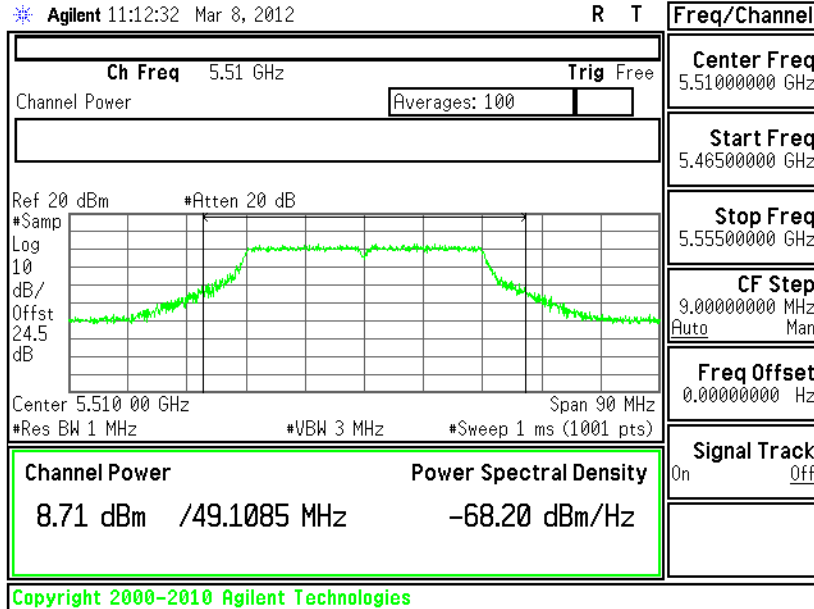 Agilent 11:12:32 Mar 8, 2012 R T
Freq/Channel
Ch Freq 5.51 GHz Trig Free
Channel Power Averages: 100
Ref 20 dBm #Atten 20 dB
#Samp
Log
10
dB/
Offst
24.5
dB
Center 5.510 00 GHz Span 90 MHz
#Res BW 1 MHz #VBW 3 MHz #Sweep 1 ms (1001 pts)
Channel Power Power Spectral Density
8.71 dBm /49.1085 MHz -68.20 dBm/Hz
Center Freq
5.51000000 GHz
Start Freq
5.46500000 GHz
Stop Freq
5.55500000 GHz
CF Step
9.00000000 MHz
Auto Man
Freq Offset
0.00000000 Hz
Signal Track
On Off
Copyright 2000-2010 Agilent Technologies